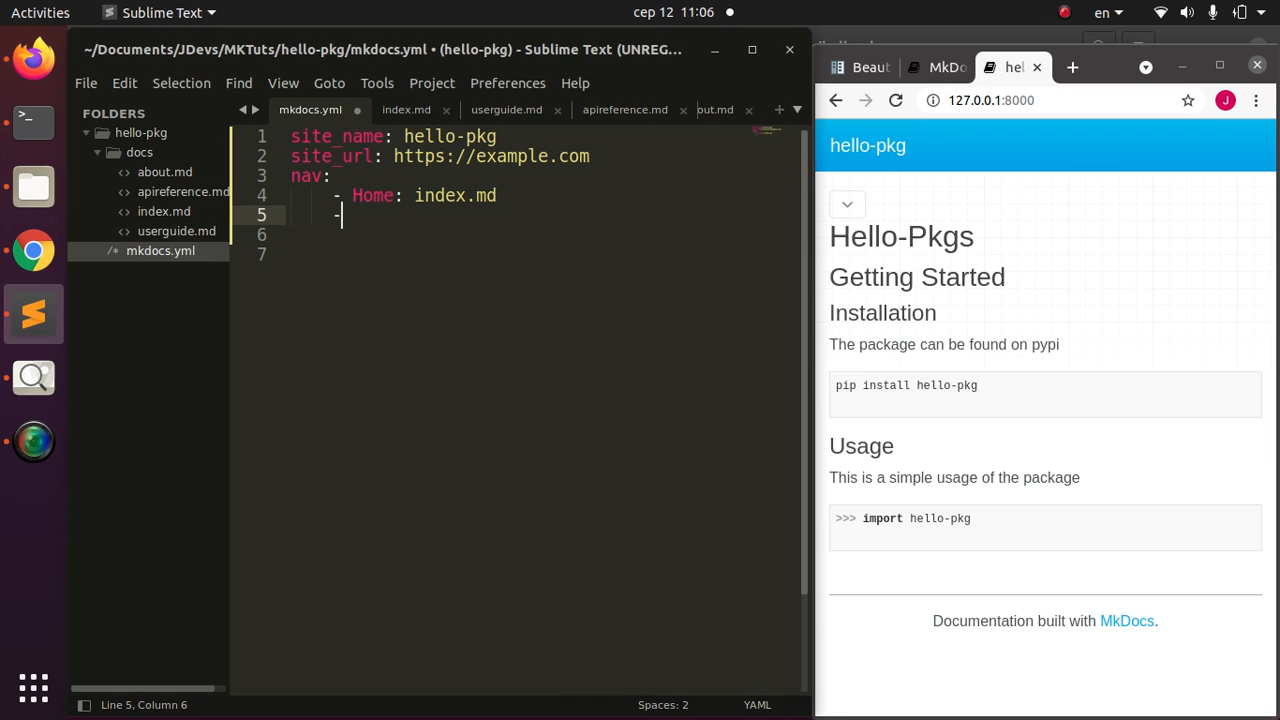 Activities
Sublime Text
сер 12 11:06
en
~/Documents/JDevs/MKTuts/hello-pkg/mkdocs.yml • (hello-pkg) - Sublime Text (UNREG...
File Edit Selection Find View Goto Tools Project Preferences Help
FOLDERS
hello-pkg
docs
<> about.md
<> apireference.md
<> index.md
<> userguide.md
/* mkdocs.yml
mkdocs.yml
index.md
userguide.md
apireference.md
out.md
1 site_name: hello-pkg
2 site_url: https://example.com
3 nav:
4 - Home: index.md
5 -
6
7
Line 5, Column 6
Spaces: 2
YAML
Beaut
MkDo
hel
127.0.0.1:8000
J
hello-pkg
Hello-Pkgs
Getting Started
Installation
The package can be found on pypi
pip install hello-pkg
Usage
This is a simple usage of the package
>>> import hello-pkg
Documentation built with MkDocs.